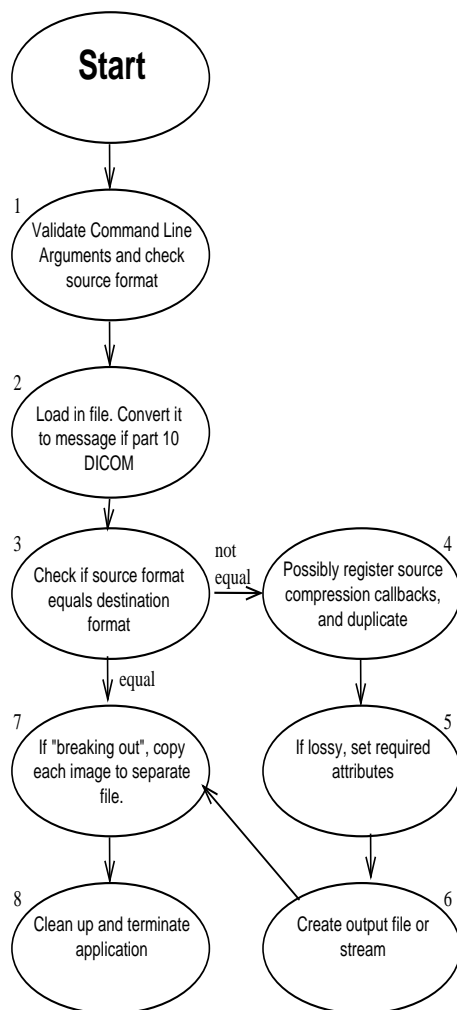 Start
1
Validate Command Line
Arguments and check
source format
2
Load in file. Convert it
to message if part 10
DICOM
3
Check if source format
equals destination
format
not
equal
4
Possibly register source
compression callbacks,
and duplicate
equal
7
If "breaking out", copy
each image to separate
file.
5
If lossy, set required
attributes
8
Clean up and terminate
application
6
Create output file or
stream